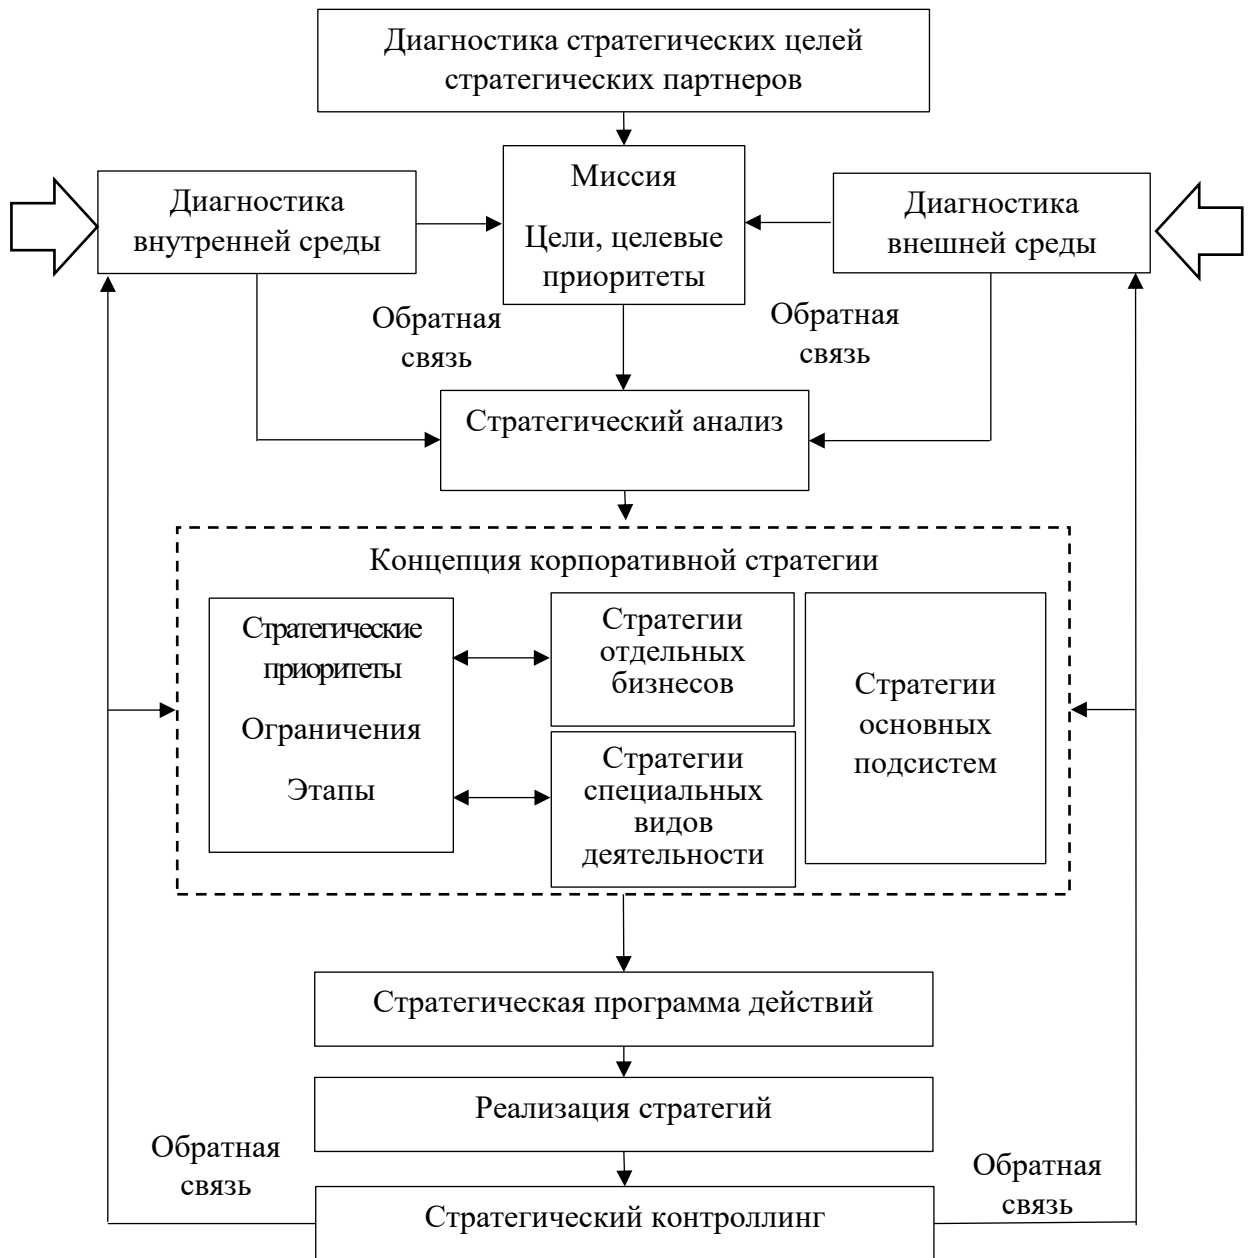 Диагностика стратегических целей
стратегических партнеров
Диагностика
внутренней среды
Миссия
Цели, целевые
приоритеты
Диагностика
внешней среды
Обратная
связь
Обратная
связь
Стратегический анализ
Концепция корпоративной стратегии
Стратегические
приоритеты
Ограничения
Этапы
Стратегии
отдельных
бизнесов
Стратегии
специальных
видов
деятельности
Стратегии
основных
подсистем
Стратегическая программа действий
Реализация стратегий
Обратная
связь
Обратная
связь
Стратегический контроллинг